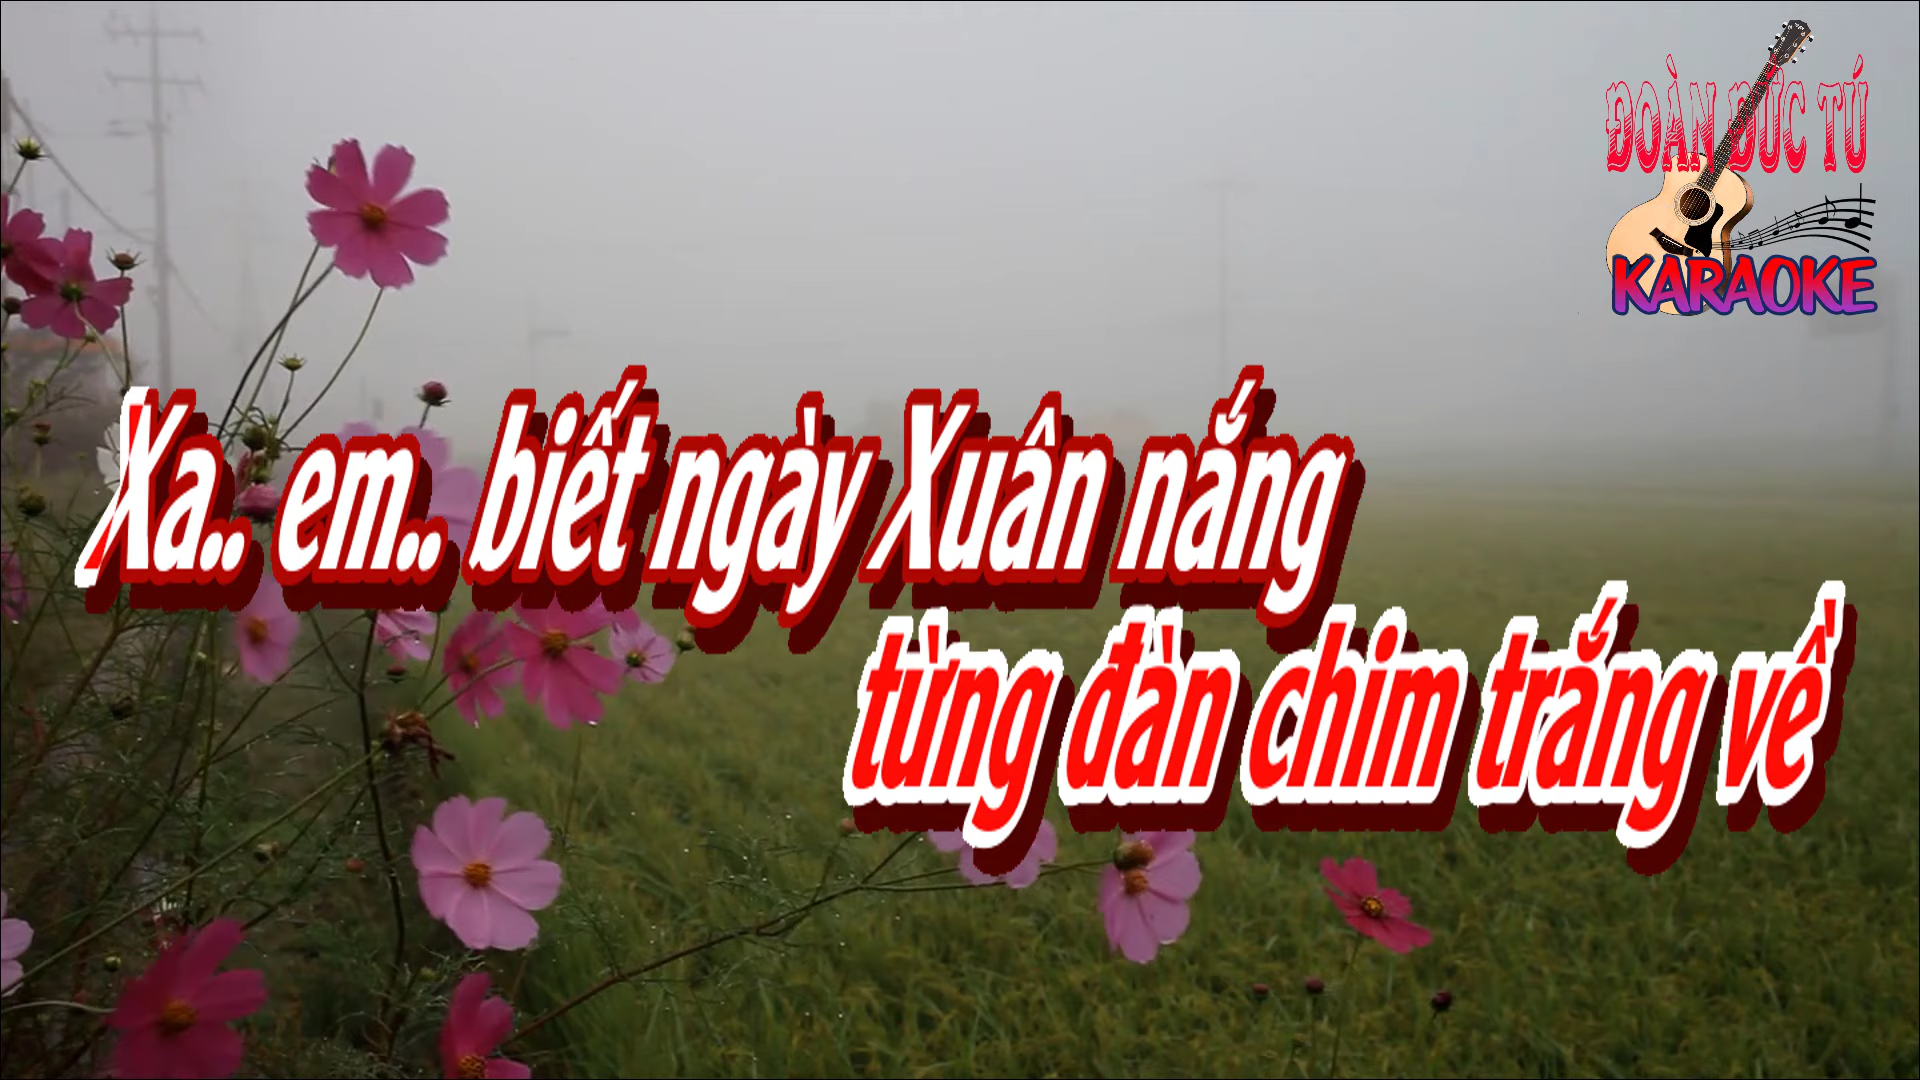 ĐOÀN ĐỨC TÚ
KARAOKE
Xa.. em.. biết ngày Xuân nắng
từng đàn chim trắng về